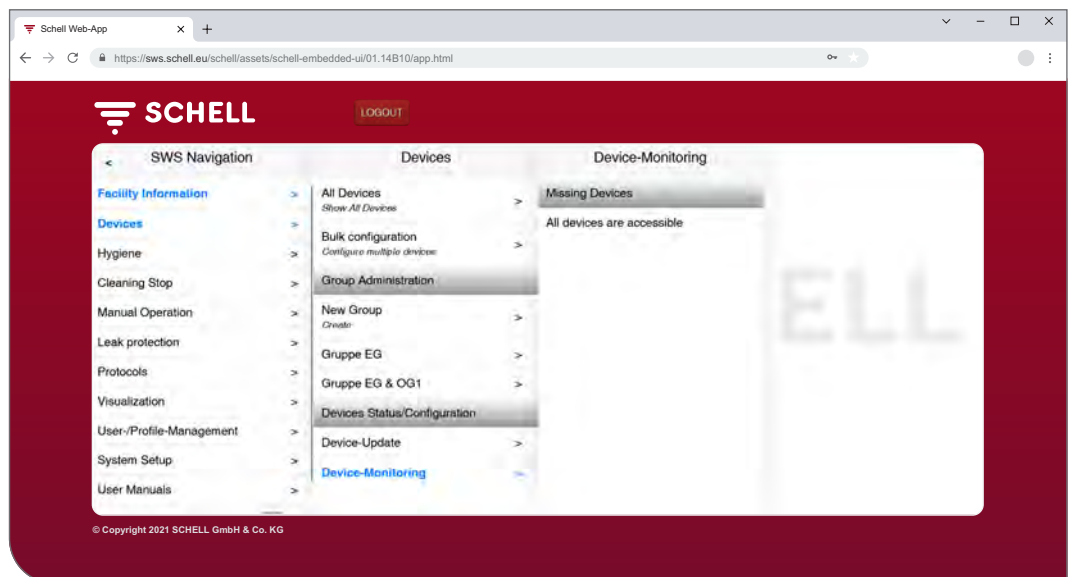 Schell Web-App
https://sws.schell.eu/schell/assets/schell-embedded-ui/01.14B10/app.html
SCHELL
LOGOUT
< SWS Navigation
Facility Information >
Devices >
Hygiene >
Cleaning Stop >
Manual Operation >
Leak protection >
Protocols >
Visualization >
User-/Profile-Management >
System Setup >
User Manuals >
Devices
All Devices >
Show All Devices
Bulk configuration >
Configure multiple devices
Group Administration
New Group >
Create
Gruppe EG >
Gruppe EG & OG1 >
Devices Status/Configuration
Device-Update >
Device-Monitoring >
Device-Monitoring
Missing Devices
All devices are accessible
ELL
© Copyright 2021 SCHELL GmbH & Co. KG